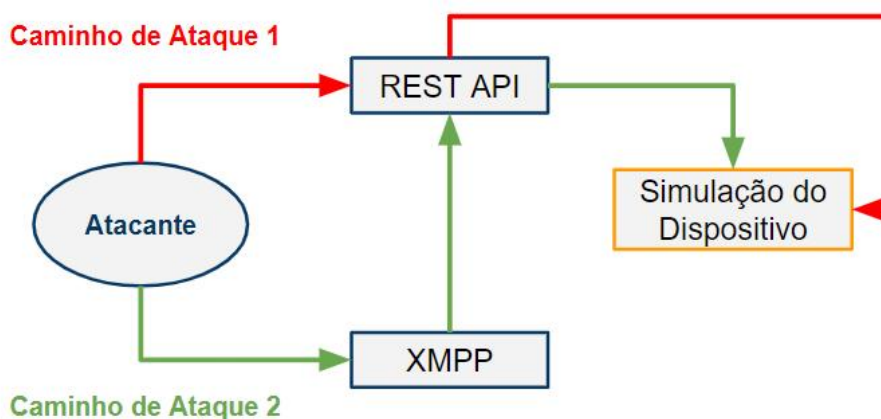 Caminho de Ataque 1
REST API
Simulação do
Dispositivo
Atacante
XMPP
Caminho de Ataque 2